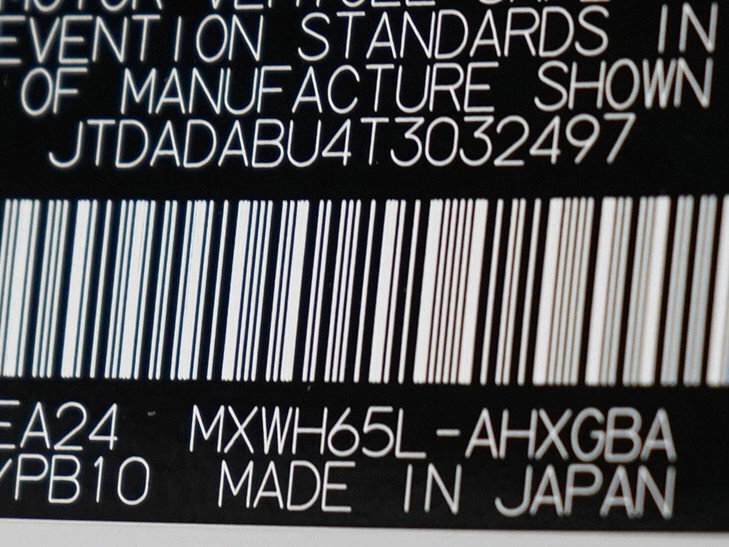 EVENTION STANDARDS IN
OF MANUFACTURE SHOWN
JTDADABU4T3032497
EA24 MXWH65L-AHXGBA
PB10 MADE IN JAPAN